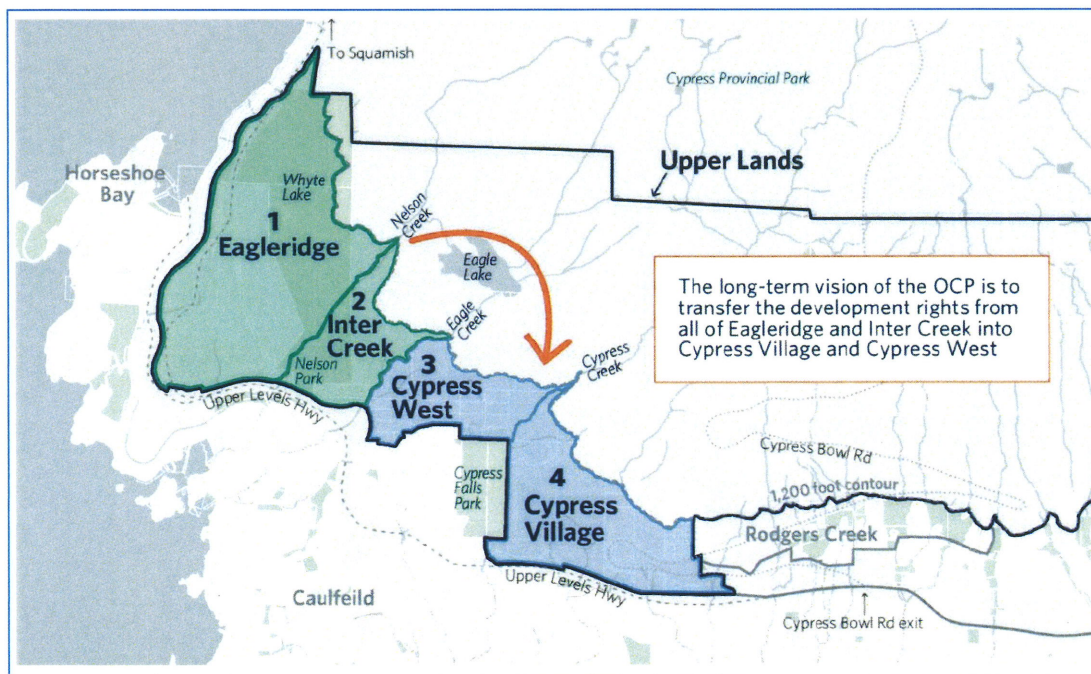 To Squamish
Cypress Provincial Park
Upper Lands
Horseshoe
Bay
Whyte
Lake
1
Eagleridge
Nelson
Creek
Eagle
Lake
2
Inter
Creek
Eagle
Creek
The long-term vision of the OCP is to
transfer the development rights from
all of Eagleridge and Inter Creek into
Cypress Village and Cypress West
Nelson
Park
3
Cypress
West
Cypress
Creek
Upper Levels Hwy
Cypress Bowl Rd
Cypress
Falls
Park
4
Cypress
Village
1,200 foot contour
Rodgers Creek
Upper Levels Hwy
Caulfeild
Cypress Bowl Rd exit